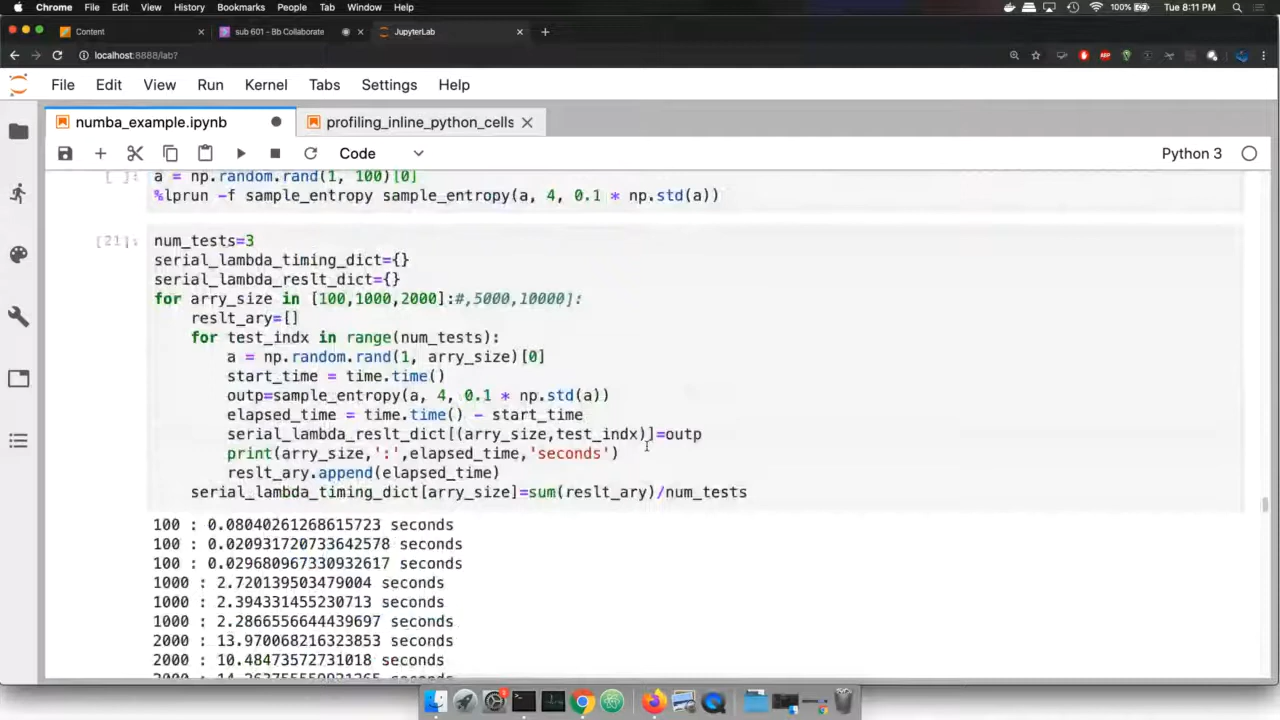 Chrome File Edit View History Bookmarks People Tab Window Help 100% Tue 8:11 PM
Content sub 601 - Bb Collaborate JupyterLab
localhost:8888/lab?
File Edit View Run Kernel Tabs Settings Help
numba_example.ipynb profiling_inline_python_cells
Code Python 3
[ ]: a = np.random.rand(1, 100)[0]
%lprun -f sample_entropy sample_entropy(a, 4, 0.1 * np.std(a))
[21]: num_tests=3
serial_lambda_timing_dict={}
serial_lambda_reslt_dict={}
for arry_size in [100,1000,2000]:#,5000,10000]:
reslt_ary=[]
for test_indx in range(num_tests):
a = np.random.rand(1, arry_size)[0]
start_time = time.time()
outp=sample_entropy(a, 4, 0.1 * np.std(a))
elapsed_time = time.time() - start_time
serial_lambda_reslt_dict[(arry_size,test_indx)]=outp
print(arry_size,':',elapsed_time,'seconds')
reslt_ary.append(elapsed_time)
serial_lambda_timing_dict[arry_size]=sum(reslt_ary)/num_tests
100 : 0.08040261268615723 seconds
100 : 0.020931720733642578 seconds
100 : 0.029680967330932617 seconds
1000 : 2.720139503479004 seconds
1000 : 2.394331455230713 seconds
1000 : 2.2866556644439697 seconds
2000 : 13.970068216323853 seconds
2000 : 10.48473572731018 seconds